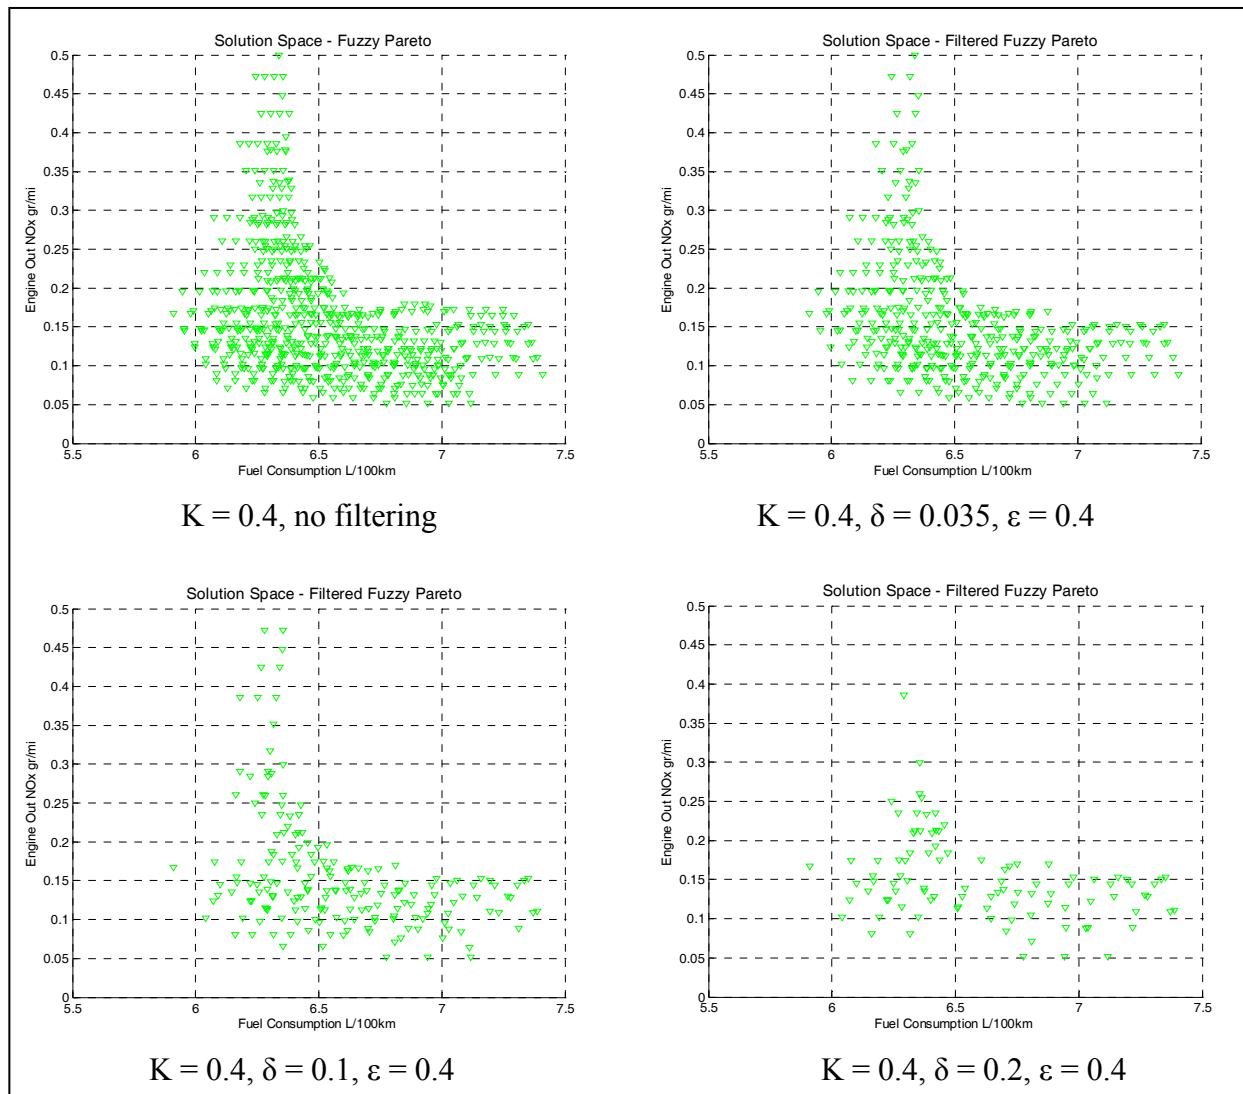 Solution Space - Fuzzy Pareto
0.5
0.45
0.4
0.35
0.3
0.25
0.2
0.15
0.1
0.05
0
Engine Out NOx gr/mi
5.5 6 6.5 7 7.5
Fuel Consumption L/100km
K = 0.4, no filtering
Solution Space - Filtered Fuzzy Pareto
0.5
0.45
0.4
0.35
0.3
0.25
0.2
0.15
0.1
0.05
0
Engine Out NOx gr/mi
5.5 6 6.5 7 7.5
Fuel Consumption L/100km
K = 0.4, δ = 0.035, ε = 0.4
Solution Space - Filtered Fuzzy Pareto
0.5
0.45
0.4
0.35
0.3
0.25
0.2
0.15
0.1
0.05
0
Engine Out NOx gr/mi
5.5 6 6.5 7 7.5
Fuel Consumption L/100km
K = 0.4, δ = 0.1, ε = 0.4
Solution Space - Filtered Fuzzy Pareto
0.5
0.45
0.4
0.35
0.3
0.25
0.2
0.15
0.1
0.05
0
Engine Out NOx gr/mi
5.5 6 6.5 7 7.5
Fuel Consumption L/100km
K = 0.4, δ = 0.2, ε = 0.4